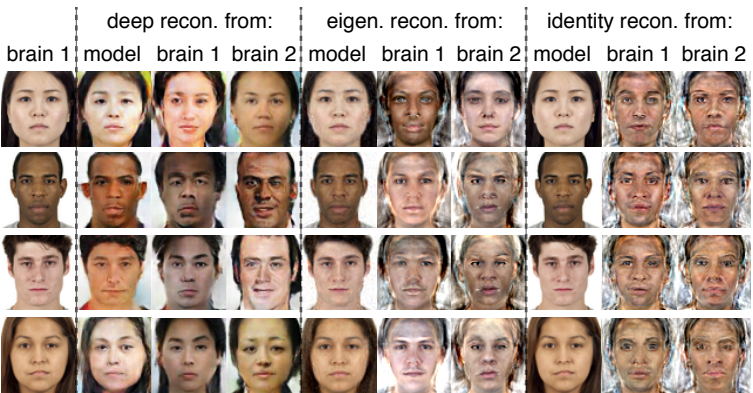 deep recon. from: eigen. recon. from: identity recon. from:
brain 1 model brain 1 brain 2 model brain 1 brain 2 model brain 1 brain 2